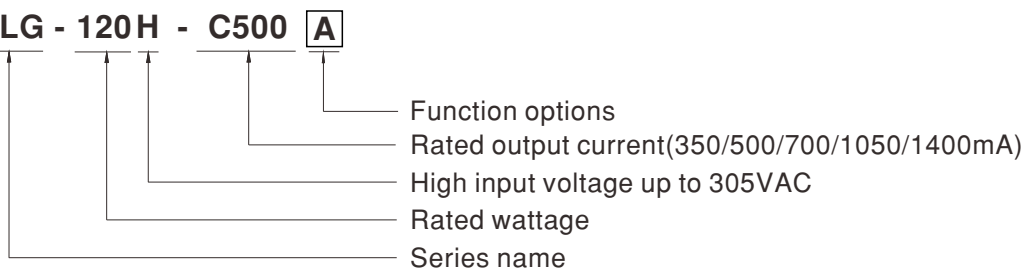 LG - 120H - C500 A
Function options
Rated output current(350/500/700/1050/1400mA)
High input voltage up to 305VAC
Rated wattage
Series name